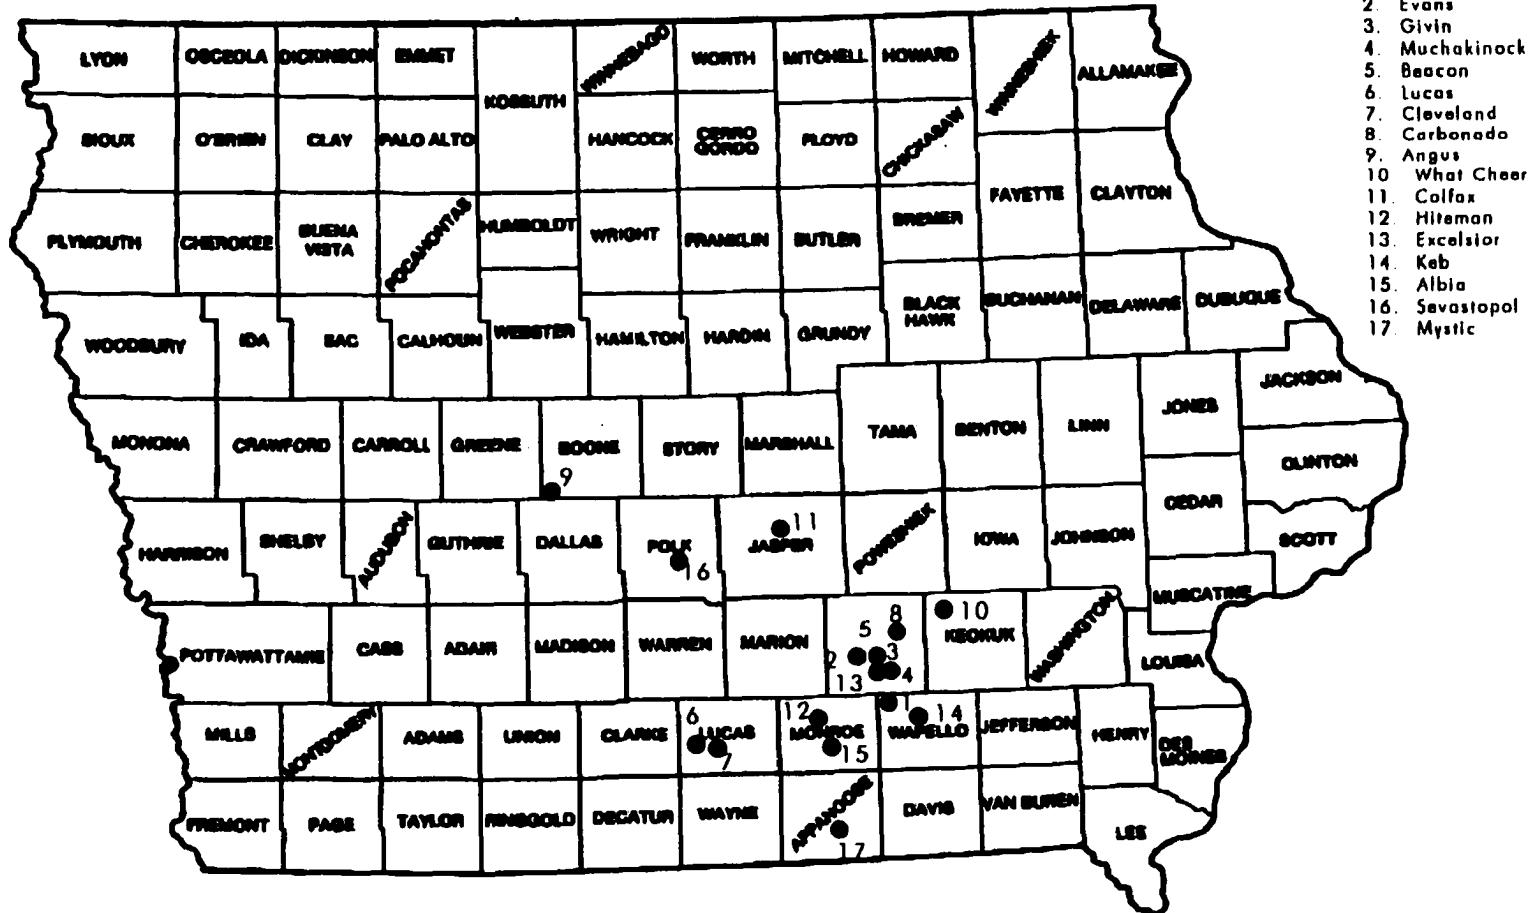 2. Evans
3. Givin
4. Muchakinock
5. Beacon
6. Lucas
7. Cleveland
8. Carbonado
9. Angus
10 What Cheer
11. Colfax
12. Hiteman
13. Excelsior
14. Keb
15. Albia
16. Sevastopol
17. Mystic
LYON OSCEOLA DICKINSON EMMET KOSSUTH WINNEBAGO WORTH MITCHELL HOWARD WINNESHIEK ALLAMAKEE
SIOUX O'BRIEN CLAY PALO ALTO HANCOCK CERRO GORDO FLOYD CHICKASAW
FAYETTE CLAYTON
PLYMOUTH CHEROKEE BUENA VISTA POCAHONTAS HUMBOLDT WRIGHT FRANKLIN BUTLER BREMER
WOODBURY IDA SAC CALHOUN WEBSTER HAMILTON HARDIN GRUNDY BLACK HAWK BUCHANAN DELAWARE DUBUQUE
MONONA CRAWFORD CARROLL GREENE BOONE STORY MARSHALL TAMA BENTON LINN JONES JACKSON
9
CLINTON
CEDAR
HARRISON SHELBY AUDUBON GUTHRIE DALLAS POLK JASPER POWESHIEK IOWA JOHNSON SCOTT
11
16
MUSCATINE
POTTAWATTAMIE CASS ADAIR MADISON WARREN MARION KEOKUK WASHINGTON LOUISA
8 10
5
2 3
13 4
MILLS MONTGOMERY ADAMS UNION CLARKE LUCAS MONROE WAPELLO JEFFERSON HENRY DES MOINES
6 12 1 14
7 15
FREMONT PAGE TAYLOR RINGGOLD DECATUR WAYNE APPANOOSE DAVIS VAN BUREN LEE
17